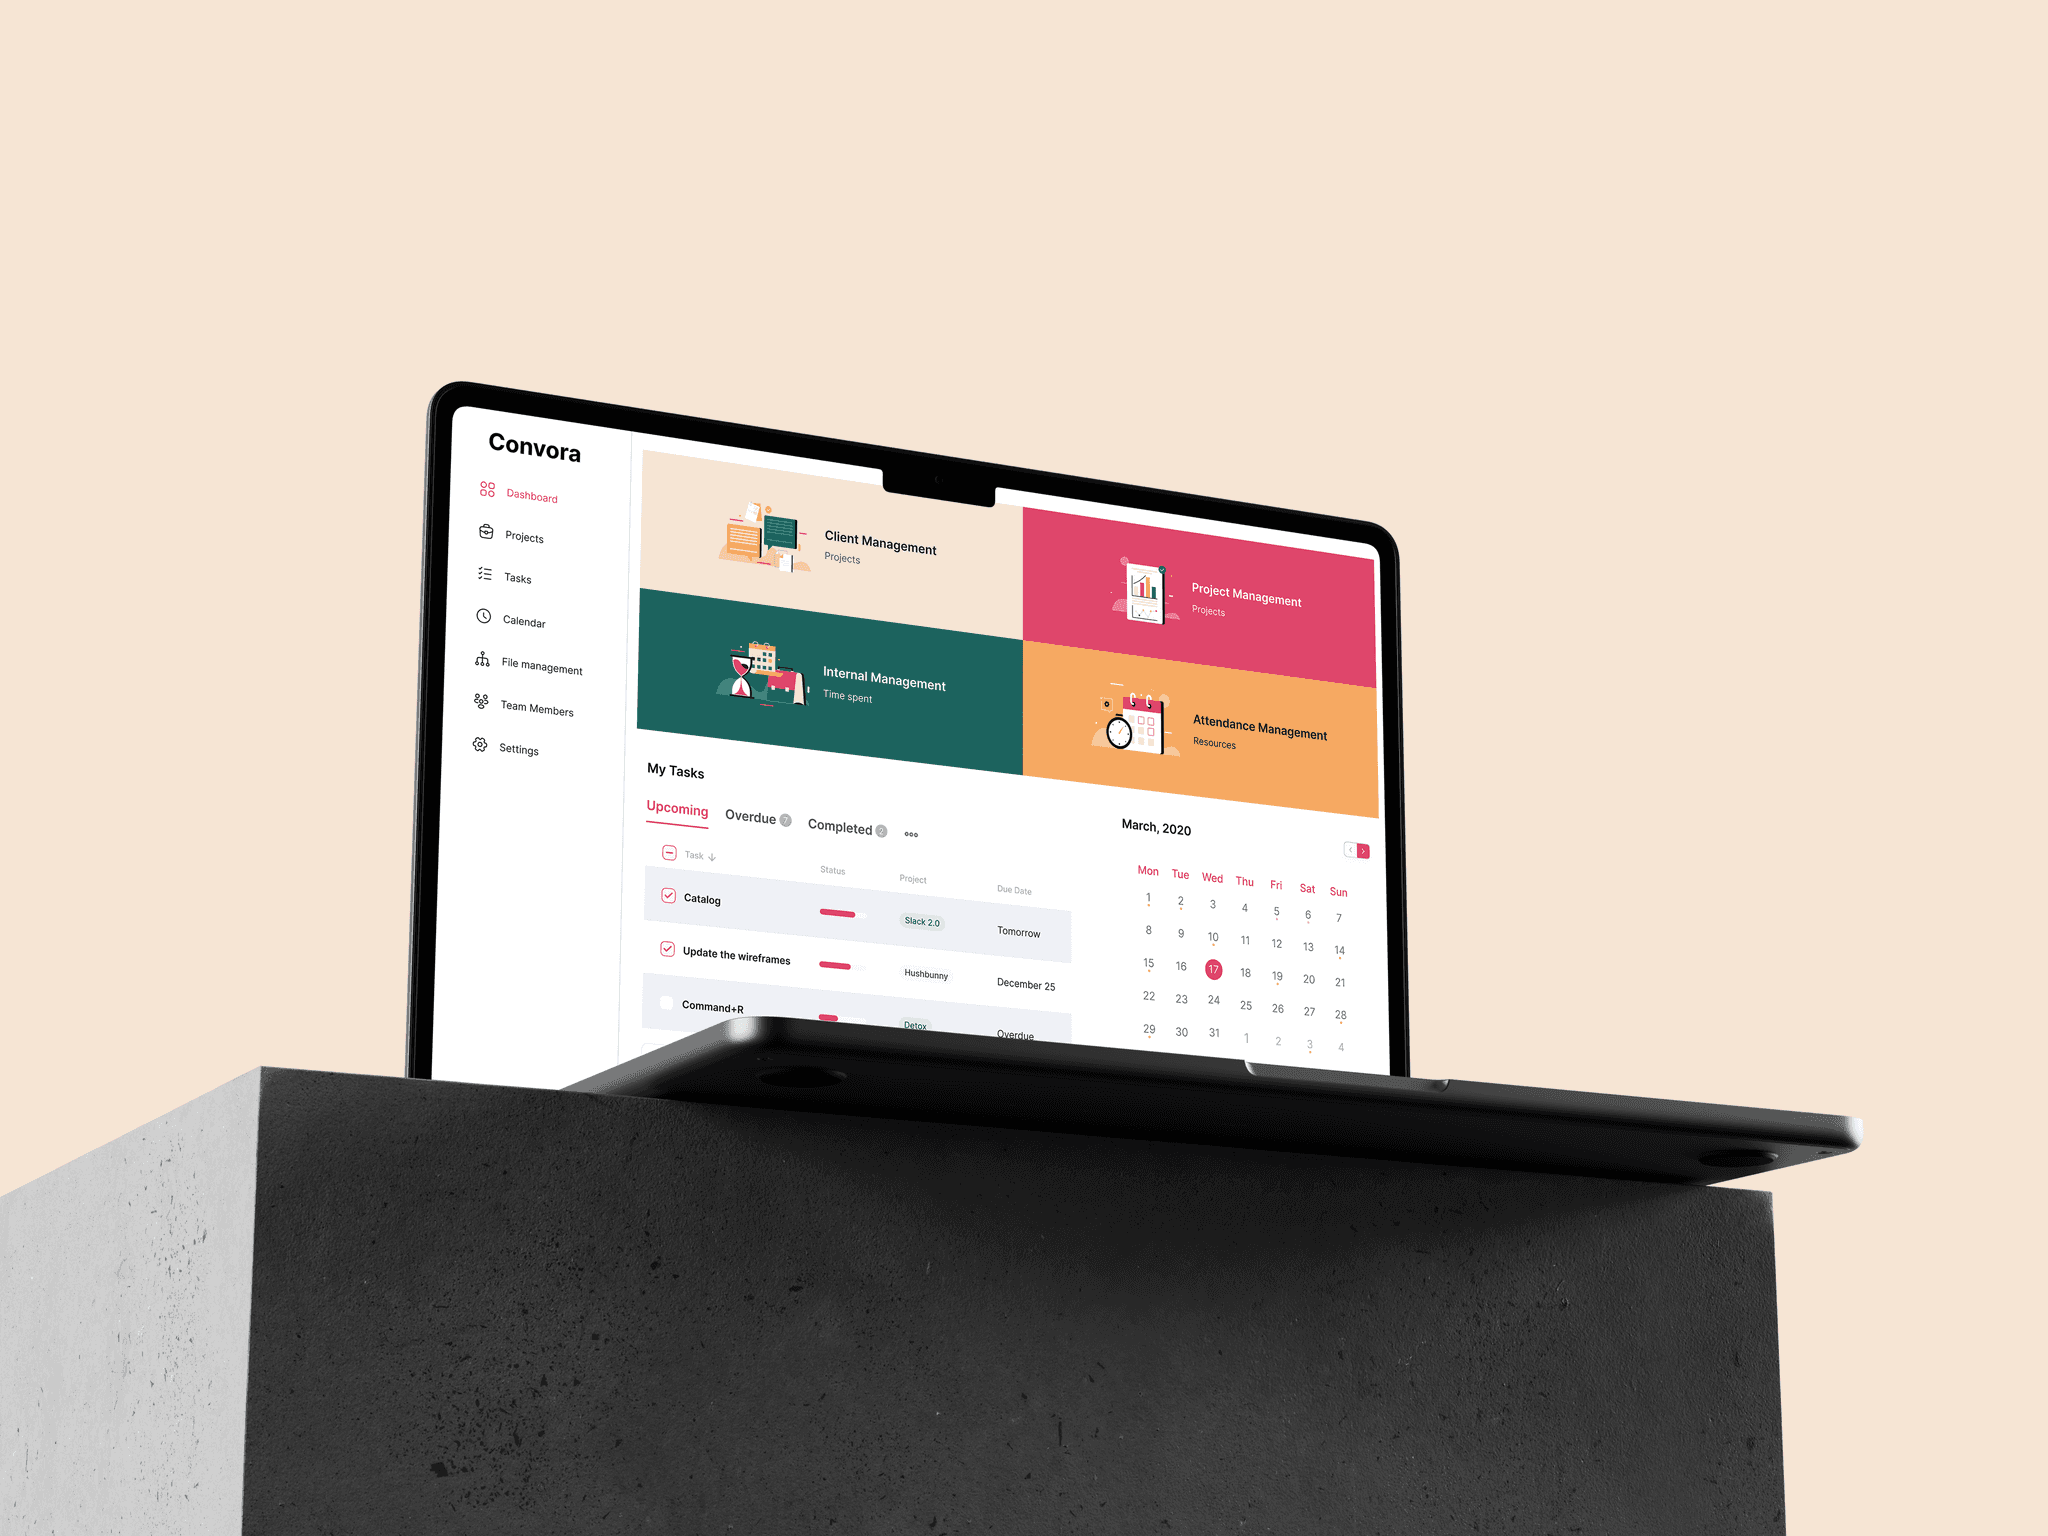 Convora
Dashboard
Projects
Tasks
Calendar
File management
Team Members
Settings
Client Management
Projects
Project Management
Projects
Internal Management
Time spent
Attendance Management
Resources
My Tasks
Upcoming
Overdue 7
Completed 2
Task
Status
Project
Due Date
Catalog
Slack 2.0
Tomorrow
Update the wireframes
Hushbunny
December 25
Command+R
Detox
Overdue
March, 2020
Mon Tue Wed Thu Fri Sat Sun
1 2 3 4 5 6 7
8 9 10 11 12 13 14
15 16 17 18 19 20 21
22 23 24 25 26 27 28
29 30 31 1 2 3 4